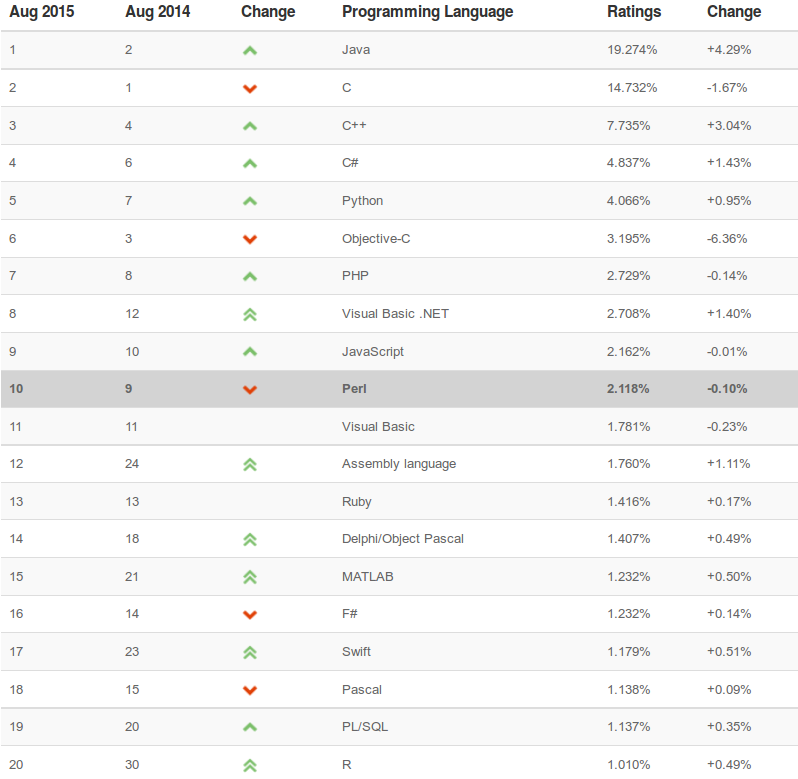 Aug 2015 Aug 2014 Change Programming Language Ratings Change
1 2 Java 19.274% +4.29%
2 1 C 14.732% -1.67%
3 4 C++ 7.735% +3.04%
4 6 C# 4.837% +1.43%
5 7 Python 4.066% +0.95%
6 3 Objective-C 3.195% -6.36%
7 8 PHP 2.729% -0.14%
8 12 Visual Basic .NET 2.708% +1.40%
9 10 JavaScript 2.162% -0.01%
10 9 Perl 2.118% -0.10%
11 11 Visual Basic 1.781% -0.23%
12 24 Assembly language 1.760% +1.11%
13 13 Ruby 1.416% +0.17%
14 18 Delphi/Object Pascal 1.407% +0.49%
15 21 MATLAB 1.232% +0.50%
16 14 F# 1.232% +0.14%
17 23 Swift 1.179% +0.51%
18 15 Pascal 1.138% +0.09%
19 20 PL/SQL 1.137% +0.35%
20 30 R 1.010% +0.49%